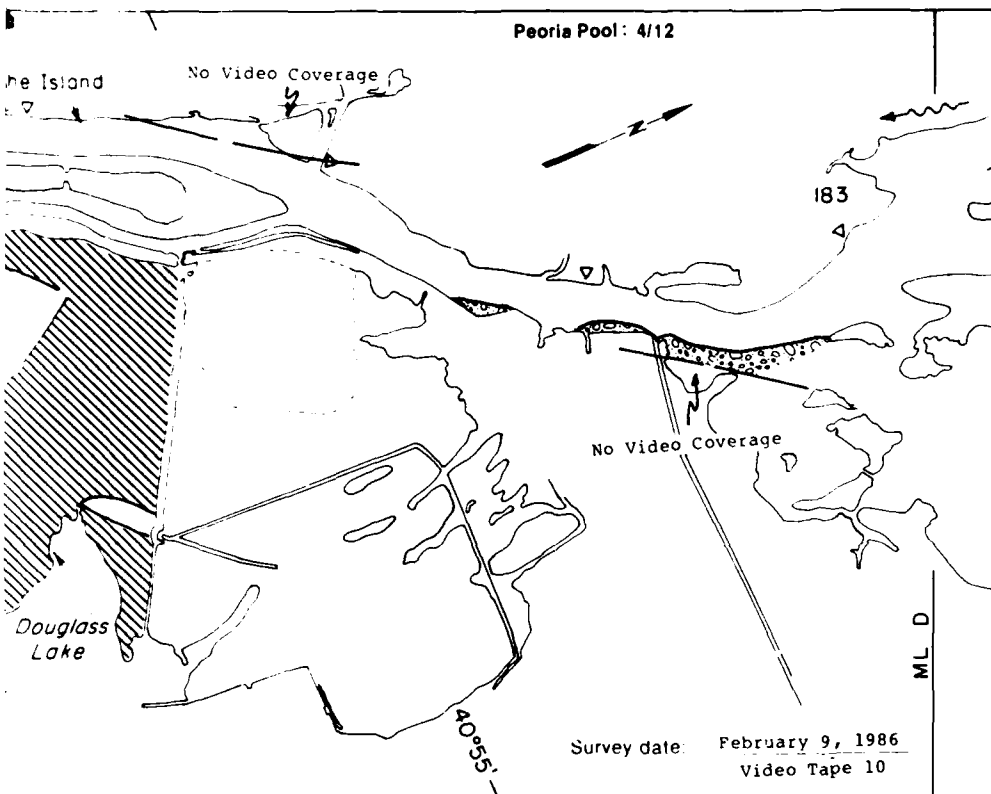 Peoria Pool: 4/12
No Video Coverage
he Island
N
183
No Video Coverage
Douglass
Lake
ML D
40°55'
Survey date: February 9, 1986
Video Tape 10